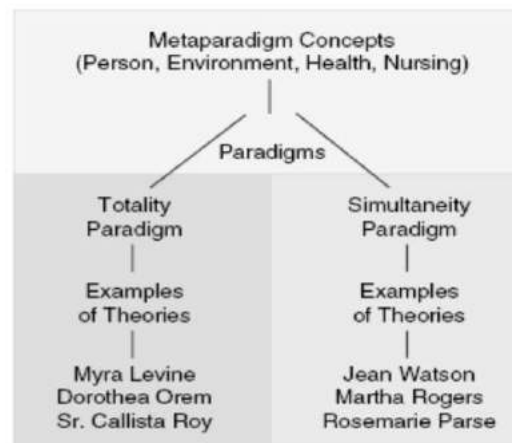 Metaparadigm Concepts
(Person, Environment, Health, Nursing)
Paradigms
Totality
Paradigm
Examples
of Theories
Myra Levine
Dorothea Orem
Sr. Callista Roy
Simultaneity
Paradigm
Examples
of Theories
Jean Watson
Martha Rogers
Rosemarie Parse